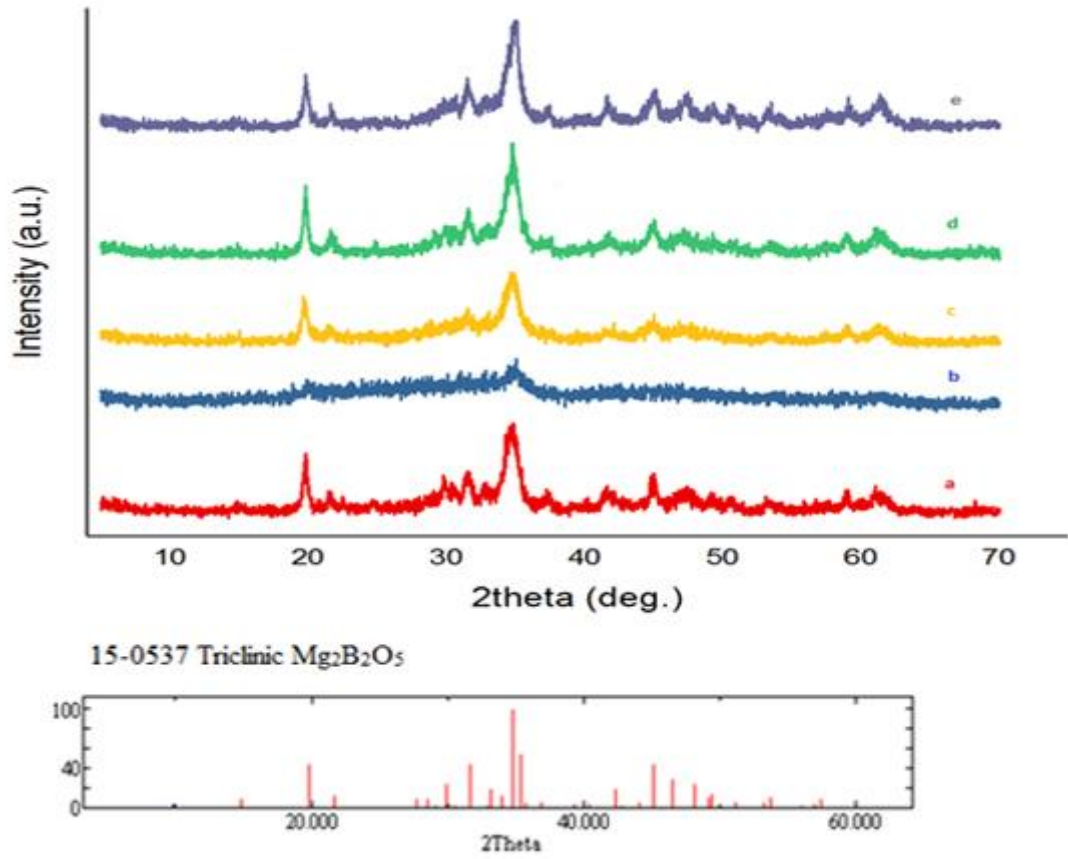 e
d
c
b
a
Intensity (a.u.)
10 20 30 40 50 60 70
2theta (deg.)
15-0537 Triclinic Mg₂B₂O₅
100
40
0
20.000 40.000 60.000
2Theta